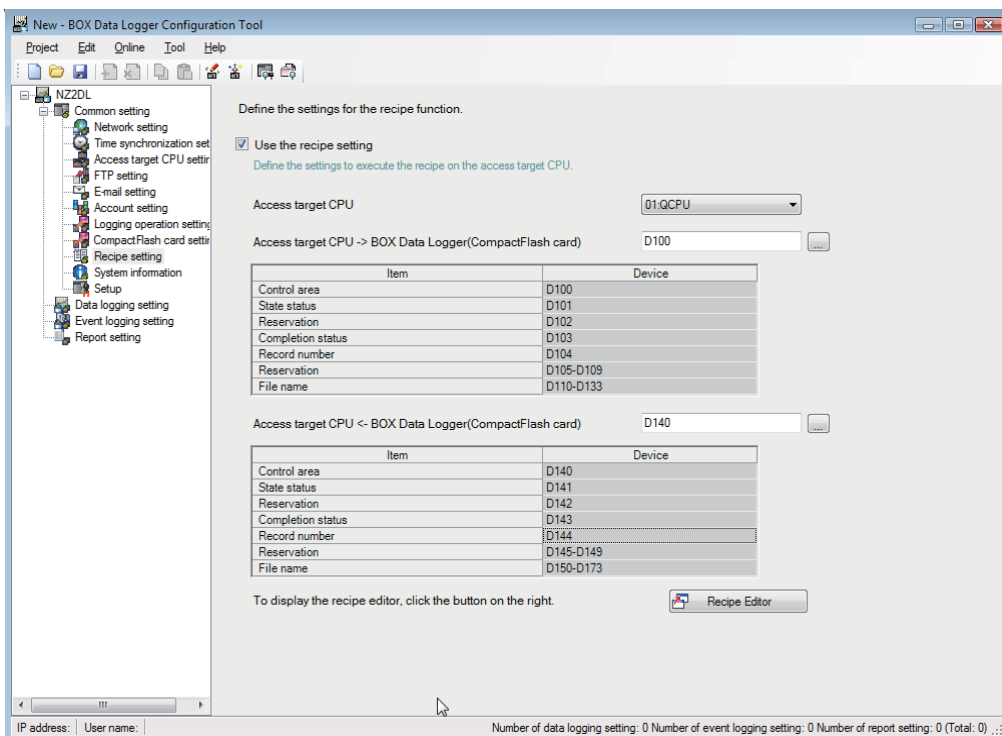 New - BOX Data Logger Configuration Tool
Project Edit Online Tool Help
NZ2DL
Common setting
Network setting
Time synchronization set
Access target CPU settin
FTP setting
E-mail setting
Account setting
Logging operation setting
CompactFlash card settin
Recipe setting
System information
Setup
Data logging setting
Event logging setting
Report setting
Define the settings for the recipe function.
Use the recipe setting
Define the settings to execute the recipe on the access target CPU.
Access target CPU 01:QCPU
Access target CPU -> BOX Data Logger(CompactFlash card) D100 ...
Item Device
Control area D100
State status D101
Reservation D102
Completion status D103
Record number D104
Reservation D105-D109
File name D110-D133
Access target CPU <- BOX Data Logger(CompactFlash card) D140 ...
Item Device
Control area D140
State status D141
Reservation D142
Completion status D143
Record number D144
Reservation D145-D149
File name D150-D173
To display the recipe editor, click the button on the right. Recipe Editor
IP address: User name: Number of data logging setting: 0 Number of event logging setting: 0 Number of report setting: 0 (Total: 0)